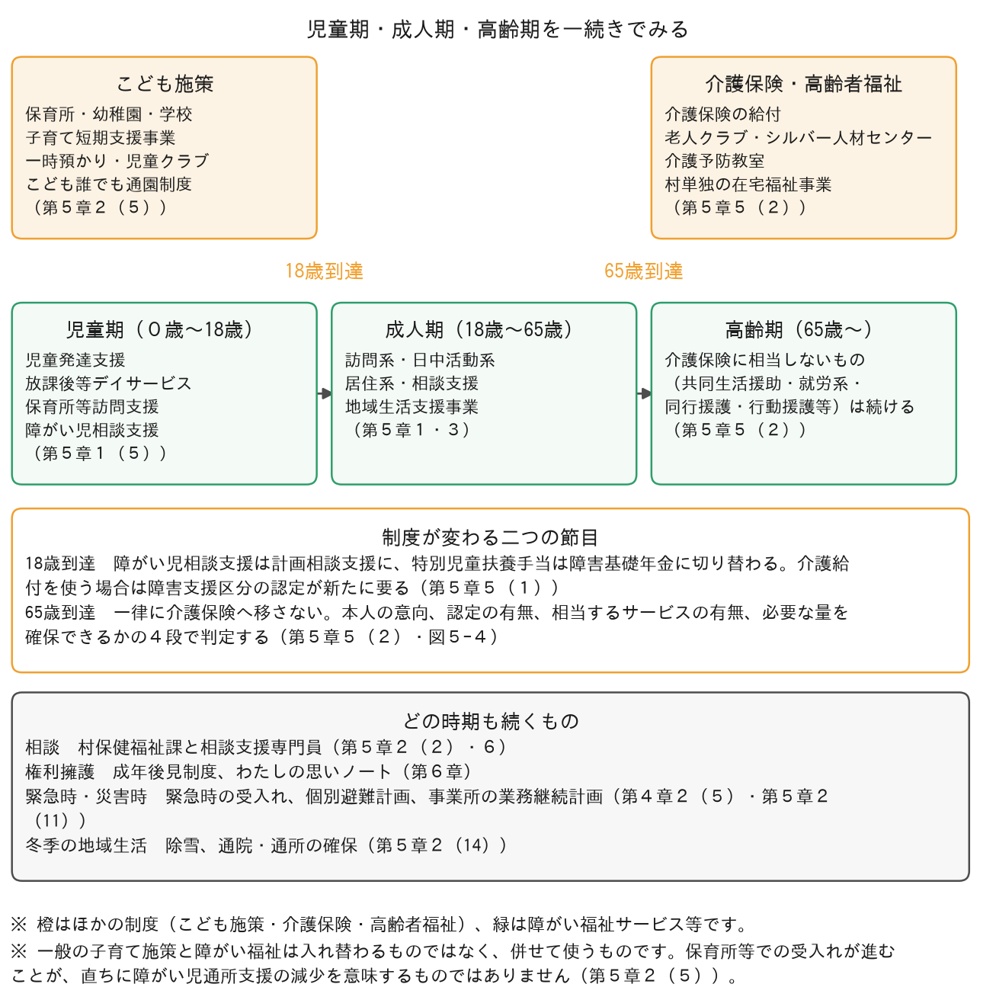 児童期・成人期・高齢期を一続きでみる
こども施策
保育所・幼稚園・学校
子育て短期支援事業
一時預かり・児童クラブ
こども誰でも通園制度
（第５章２（５））
介護保険・高齢者福祉
介護保険の給付
老人クラブ・シルバー人材センター
介護予防教室
村単独の在宅福祉事業
（第５章５（２））
18歳到達
65歳到達
児童期（０歳～18歳）
児童発達支援
放課後等デイサービス
保育所等訪問支援
障がい児相談支援
（第５章１（５））
成人期（18歳～65歳）
訪問系・日中活動系
居住系・相談支援
地域生活支援事業
（第５章１・３）
高齢期（65歳～）
介護保険に相当しないもの
（共同生活援助・就労系・
同行援護・行動援護等）は続ける
（第５章５（２））
制度が変わる二つの節目
18歳到達　障がい児相談支援は計画相談支援に、特別児童扶養手当は障害基礎年金に切り替わる。介護給
付を使う場合は障害支援区分の認定が新たに要る（第５章５（１））
65歳到達　一律に介護保険へ移さない。本人の意向、認定の有無、相当するサービスの有無、必要な量を
確保できるかの４段で判定する（第５章５（２）・図５-４）
どの時期も続くもの
相談　村保健福祉課と相談支援専門員（第５章２（２）・６）
権利擁護　成年後見制度、わたしの思いノート（第６章）
緊急時・災害時　緊急時の受入れ、個別避難計画、事業所の業務継続計画（第４章２（５）・第５章２
（11））
冬季の地域生活　除雪、通院・通所の確保（第５章２（14））
※ 橙はほかの制度（こども施策・介護保険・高齢者福祉）、緑は障がい福祉サービス等です。
※ 一般の子育て施策と障がい福祉は入れ替わるものではなく、併せて使うものです。保育所等での受入れが進む
ことが、直ちに障がい児通所支援の減少を意味するものではありません（第５章２（５））。